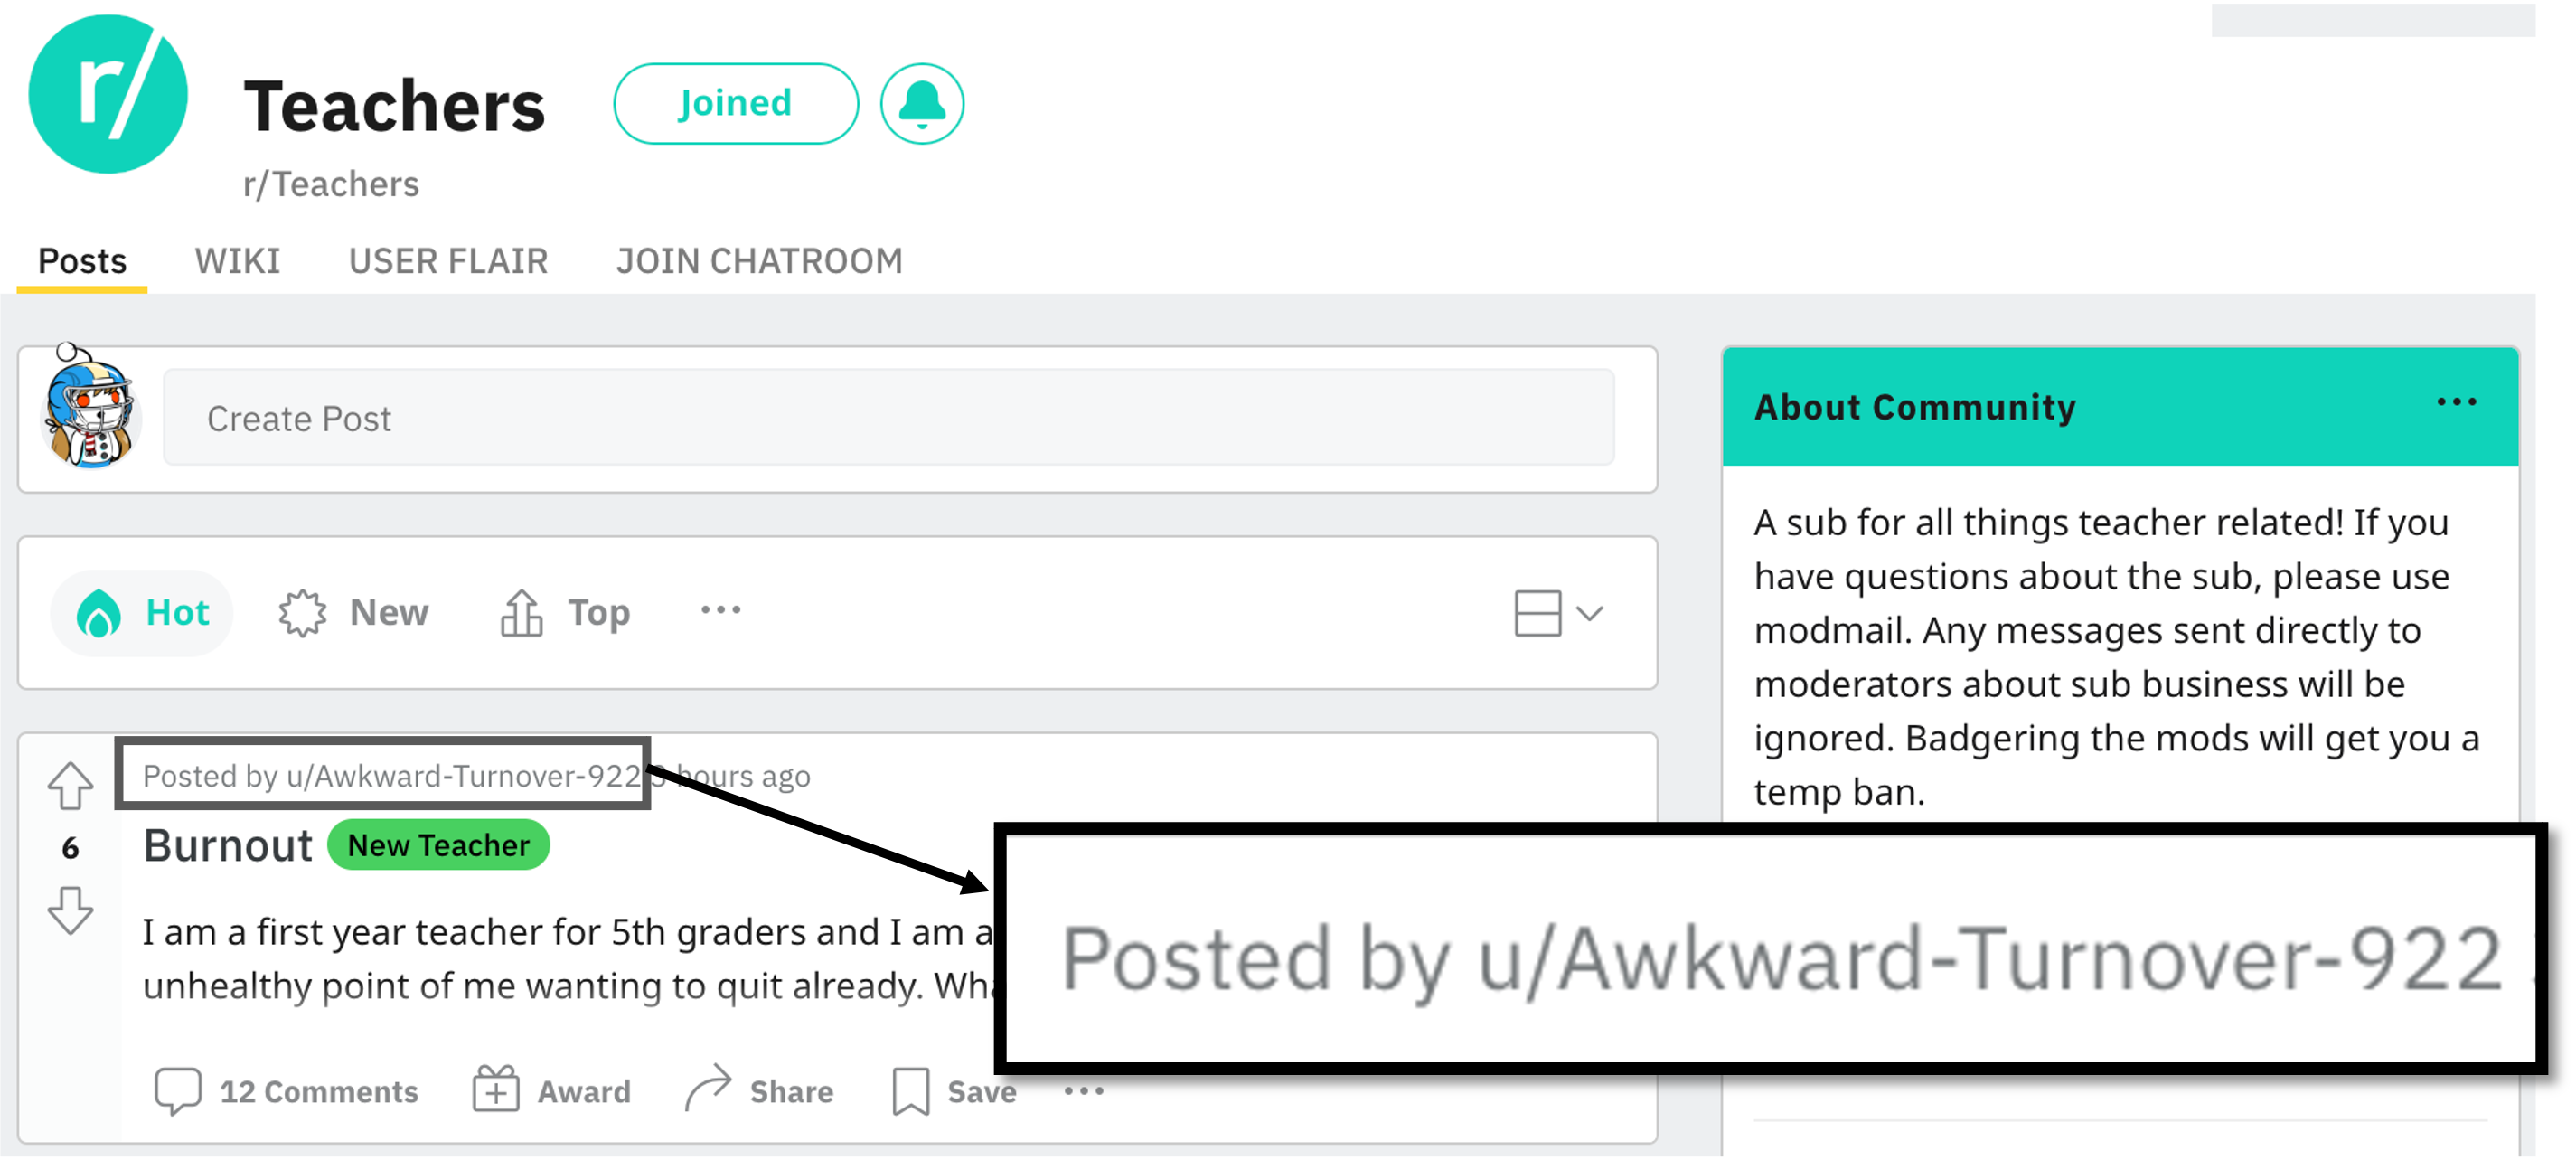 r/
Teachers
Joined
r/Teachers
Posts WIKI USER FLAIR JOIN CHATROOM
Create Post
Hot New Top ...
Posted by u/Awkward-Turnover-922 hours ago
6
Burnout New Teacher
I am a first year teacher for 5th graders and I am a
unhealthy point of me wanting to quit already.
12 Comments Award Share Save ...
About Community ...
A sub for all things teacher related! If you
have questions about the sub, please use
modmail. Any messages sent directly to
moderators about sub business will be
ignored. Badgering the mods will get you a
temp ban.
Posted by u/Awkward-Turnover-922